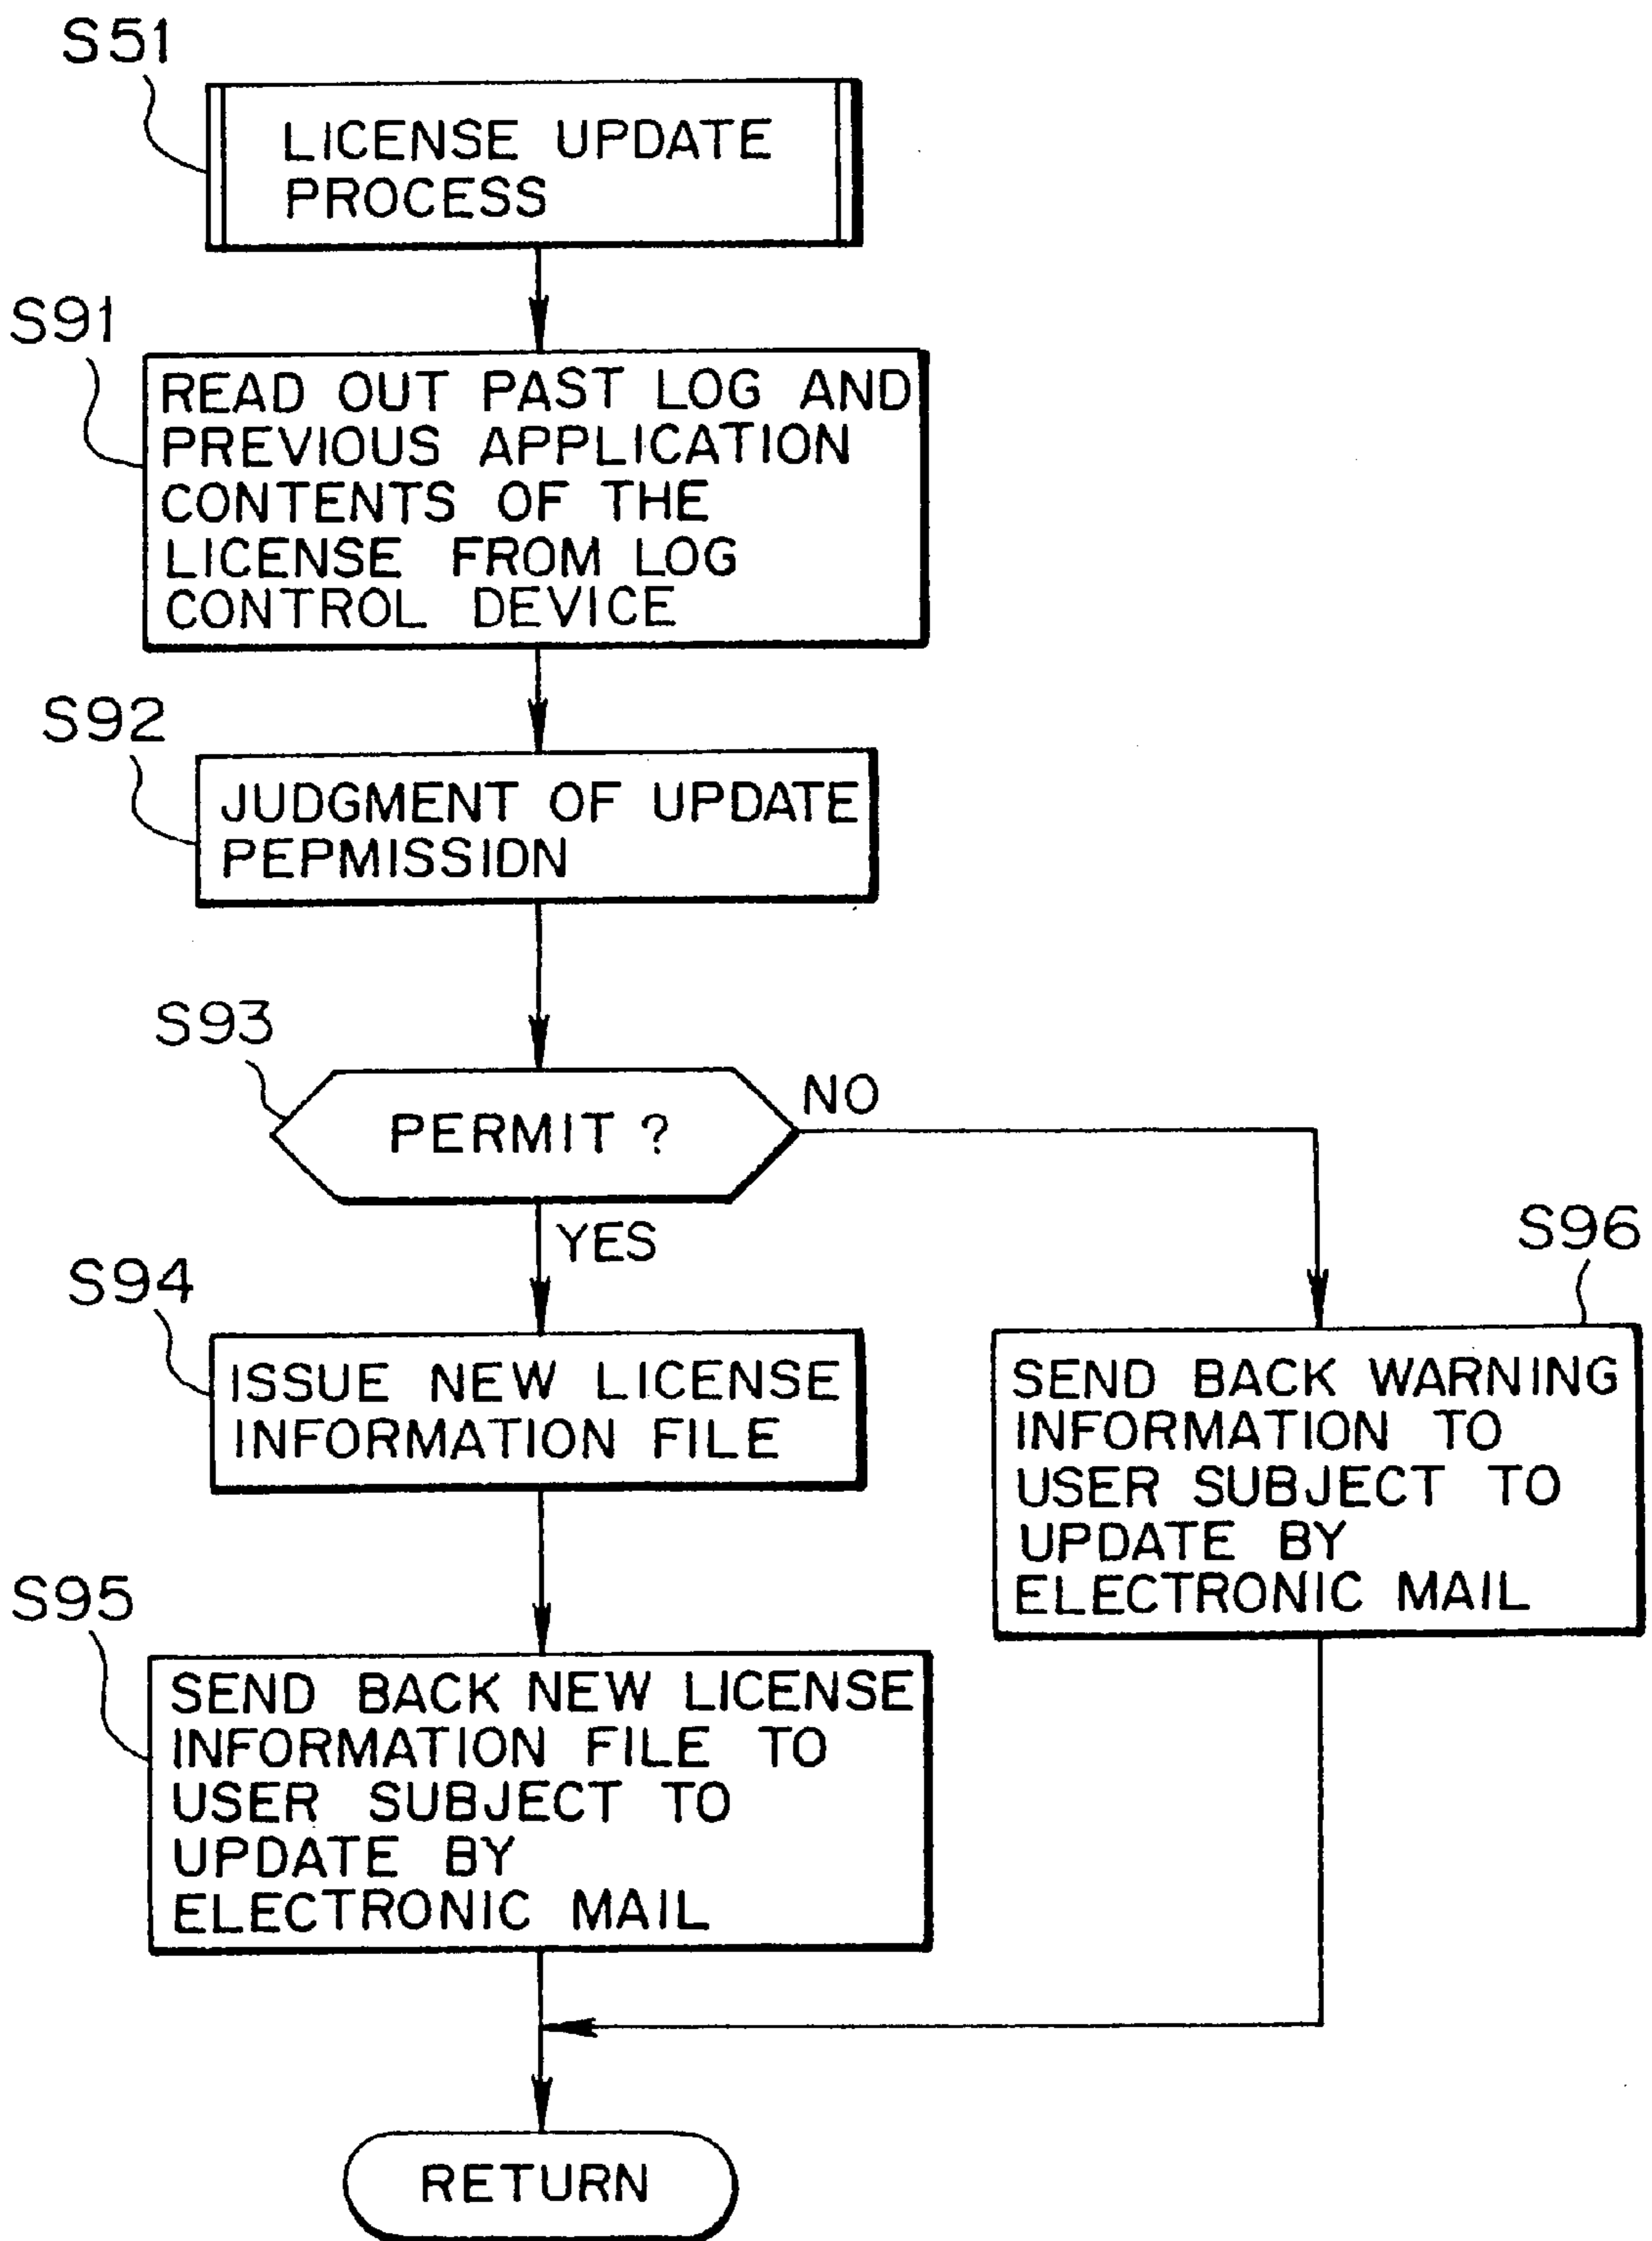 S51
LICENSE UPDATE
PROCESS
S91
READ OUT PAST LOG AND
PREVIOUS APPLICATION
CONTENTS OF THE
LICENSE FROM LOG
CONTROL DEVICE
S92
JUDGMENT OF UPDATE
PEPMISSIDN
S93
PERMIT ?
NO
YES
S94
ISSUE NEW LICENSE
INFORMATION FILE
S96
SEND BACK WARNING
INFORMATION TO
USER SUBJECT TO
UPDATE BY
ELECTRONIC MAIL
S95
SEND BACK NEW LICENSE
INFORMATION FILE TO
USER SUBJECT TO
UPDATE BY
ELECTRONIC MAIL
RETURN